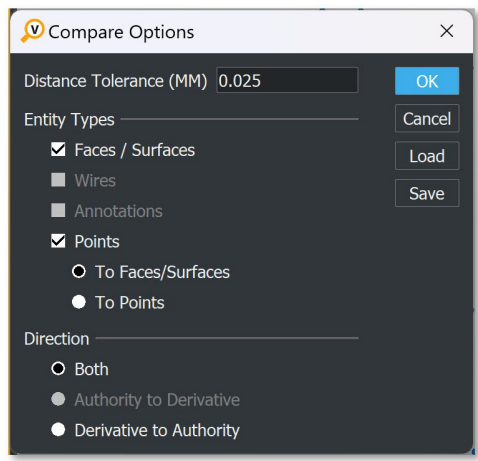 V Compare Options
Distance Tolerance (MM) 0.025 OK
Entity Types Cancel
Faces / Surfaces Load
Wires Save
Annotations
Points
To Faces/Surfaces
To Points
Direction
Both
Authority to Derivative
Derivative to Authority